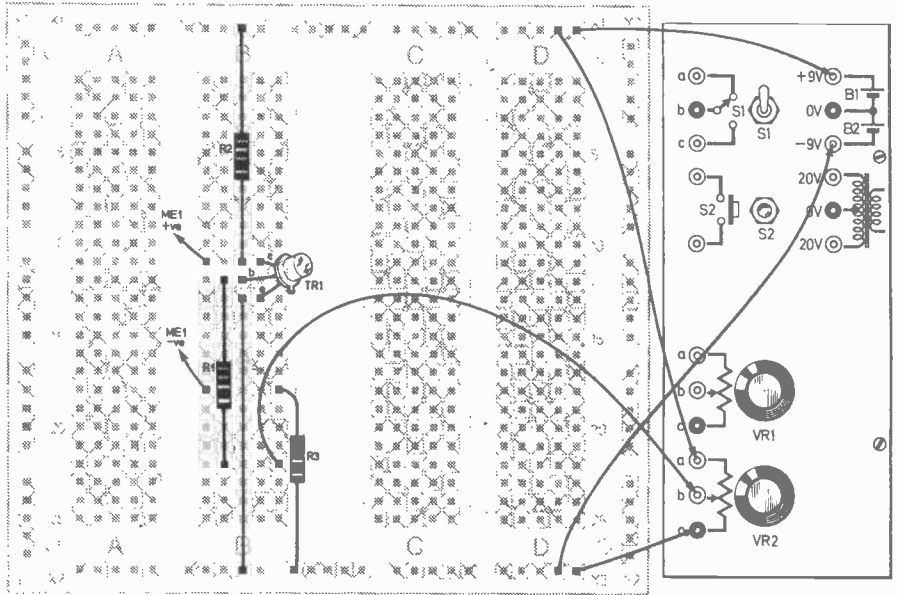 A B C D
R2
ME1
+ve
c
b
e
TR1
ME1
-ve
R1
R3
A B C D
a
b
c
S1
S1
S2
S2
+9V
0V
-9V
B1
B2
20V
0V
20V
a
b
c
VR1
a
b
c
VR2